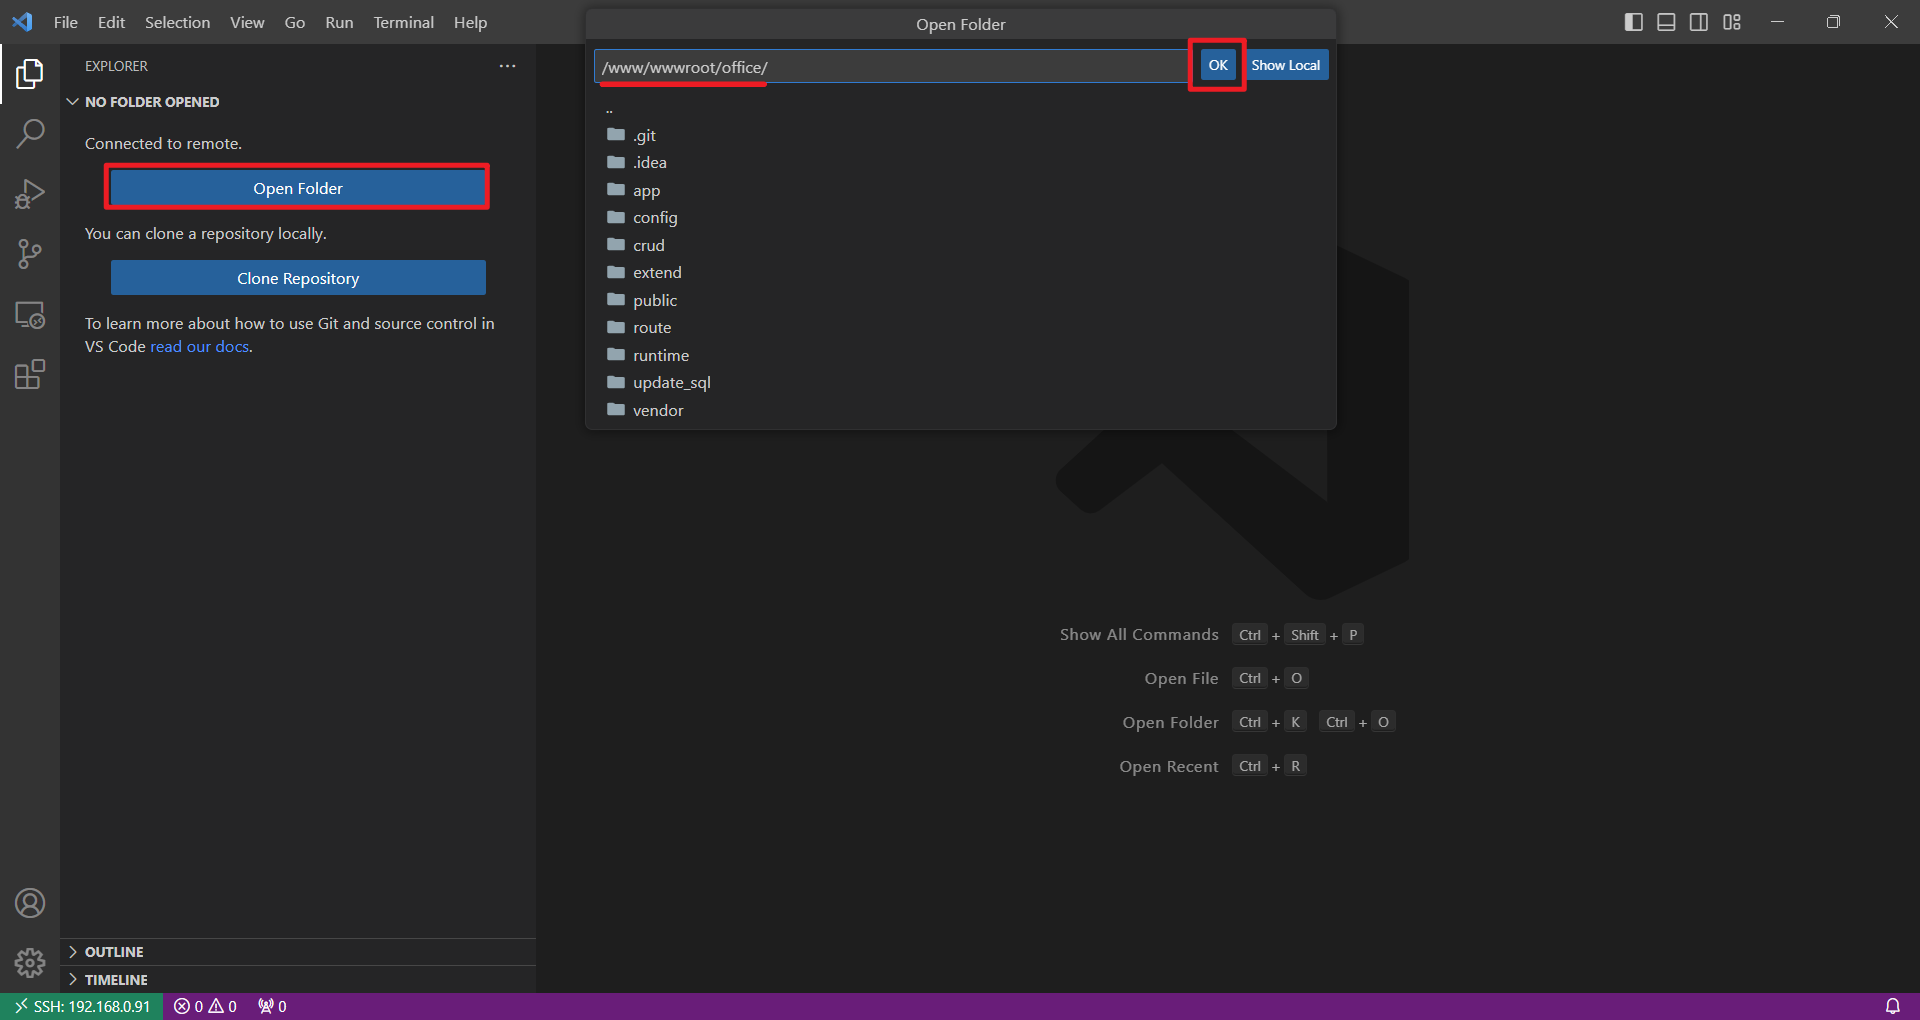 File Edit Selection View Go Run Terminal Help
Open Folder
EXPLORER
/www/wwwroot/office/
OK
Show Local
NO FOLDER OPENED
Connected to remote.
Open Folder
You can clone a repository locally.
Clone Repository
To learn more about how to use Git and source control in
VS Code read our docs.
..
.git
.idea
app
config
crud
extend
public
route
runtime
update_sql
vendor
Show All Commands Ctrl + Shift + P
Open File Ctrl + O
Open Folder Ctrl + K Ctrl + O
Open Recent Ctrl + R
OUTLINE
TIMELINE
SSH: 192.168.0.91 0 0 0